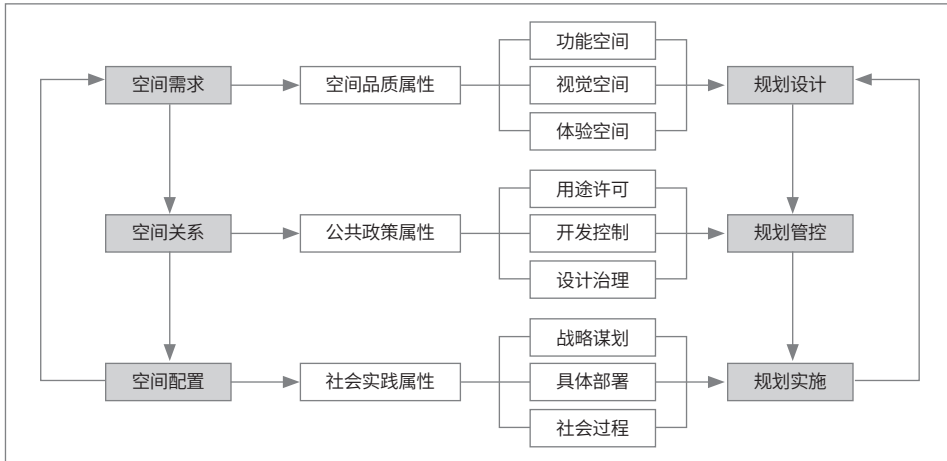 功能空间
空间需求
空间品质属性
视觉空间
规划设计
体验空间
用途许可
空间关系
公共政策属性
开发控制
规划管控
设计治理
战略谋划
空间配置
社会实践属性
具体部署
规划实施
社会过程